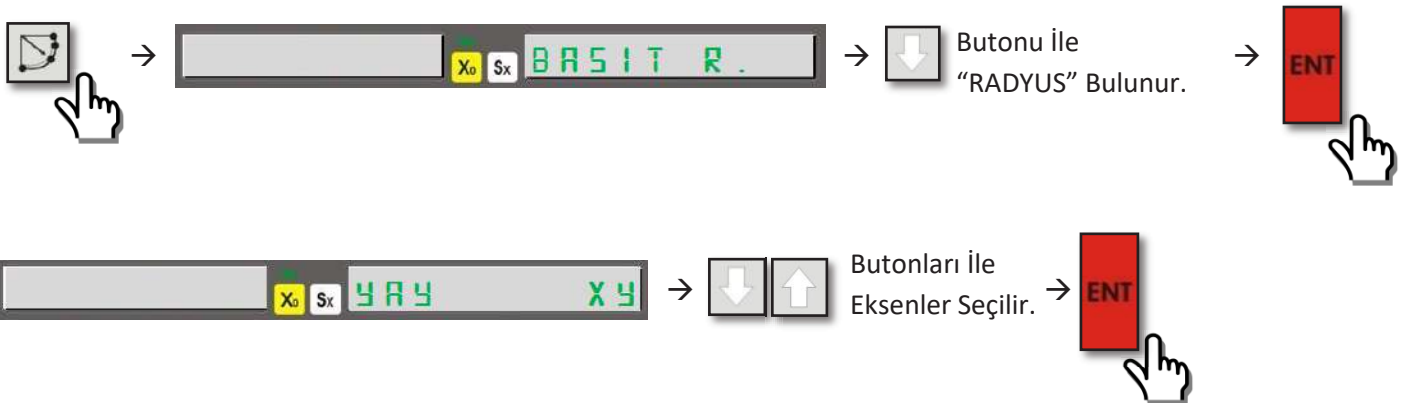 → X₀ Sx BASIT R. → Butonu İle → ENT
“RADYUS” Bulunur.
X₀ Sx YAY XY → Butonları İle → ENT
Eksenler Seçilir.